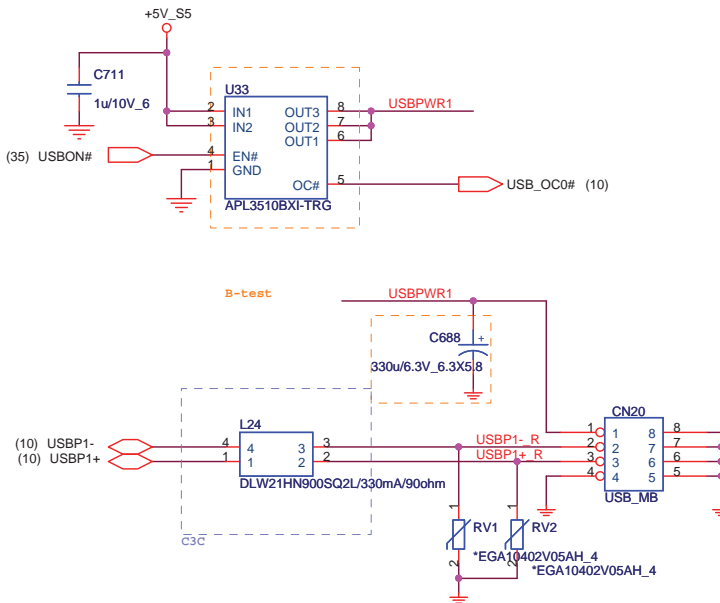 +5V_S5
C711
1u/10V_6
U33
2 IN1 OUT3 8 USBPWR1
3 IN2 OUT2 7
OUT1 6
(35) USBON# 4 EN#
1 GND
OC# 5 USB_OC0# (10)
APL3510BXI-TRG
B-test
USBPWR1
C688 +
330u/6.3V_6.3X5.8
L24
(10) USBP1- 4 4 3 3 USBP1-_R
(10) USBP1+ 1 1 2 2 USBP1+_R
DLW21HN900SQ2L/330mA/90ohm
C3C
CN20
1 1 8 8
2 2 7 7
3 3 6 6
4 4 5 5
USB_MB
1 RV1 2
*EGA10402V05AH_4
1 RV2 2
*EGA10402V05AH_4